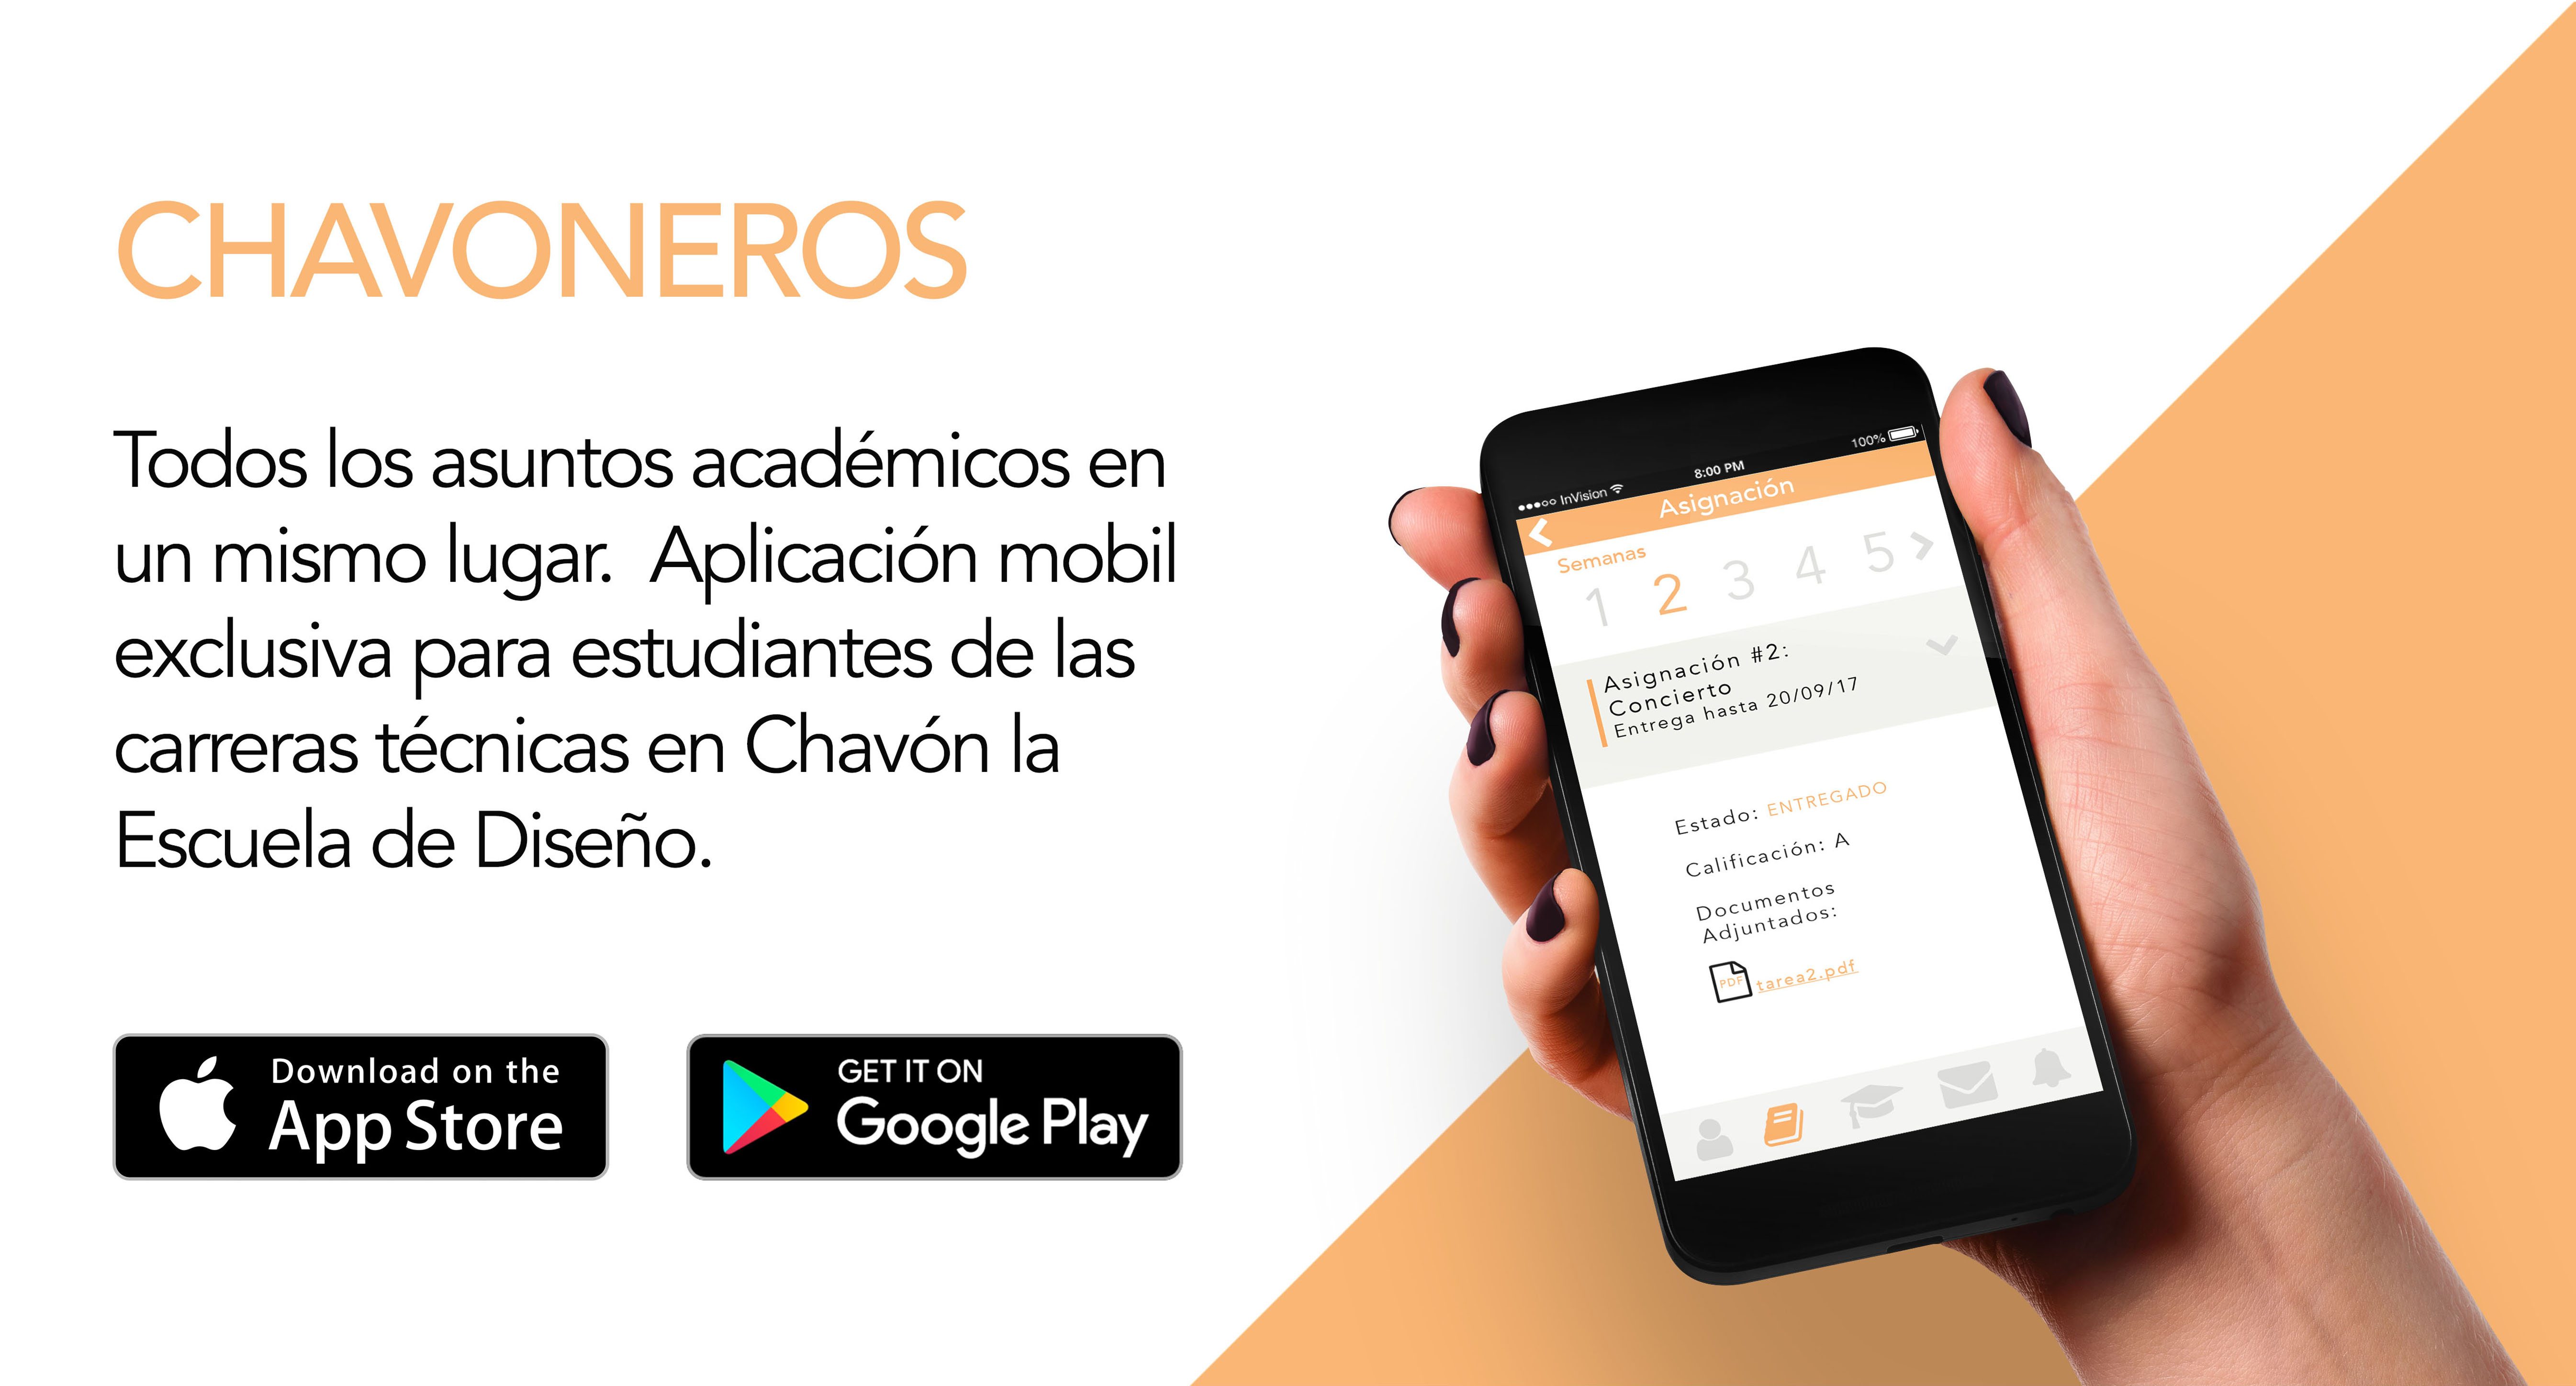 CHAVONEROS
Todos los asuntos académicos en
un mismo lugar.  Aplicación mobil
exclusiva para estudiantes de las
carreras técnicas en Chavón la
Escuela de Diseño.
Download on the
App Store
GET IT ON
Google Play
InVision 8:00 PM 100%
Asignación
Semanas
1 2 3 4 5
Asignación #2:
Concierto
Entrega hasta 20/09/17
Estado: ENTREGADO
Calificación: A
Documentos
Adjuntados:
PDF tarea2.pdf